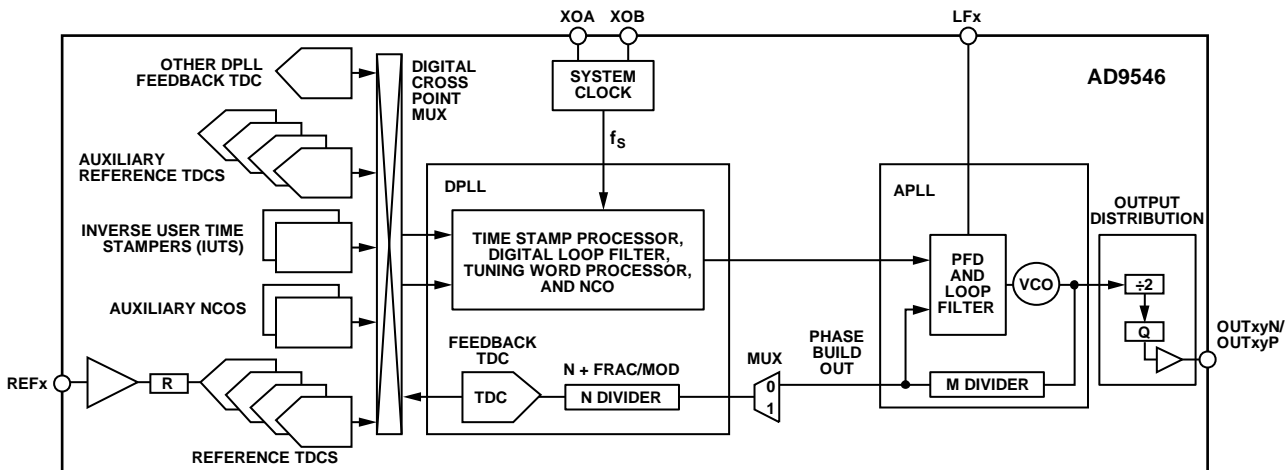 XOA XOB LFx
OTHER DPLL
FEEDBACK TDC
DIGITAL
CROSS
POINT
MUX
SYSTEM
CLOCK
AD9546
fS
AUXILIARY
REFERENCE TDCS
DPLL
APLL
OUTPUT
DISTRIBUTION
INVERSE USER TIME
STAMPERS (IUTS)
TIME STAMP PROCESSOR,
DIGITAL LOOP FILTER,
TUNING WORD PROCESSOR,
AND NCO
PFD
AND
LOOP
FILTER
VCO
÷2
Q
OUTxyN/
OUTxyP
AUXILIARY NCOS
FEEDBACK
TDC
N + FRAC/MOD
MUX
PHASE
BUILD
OUT
REFx
R
TDC
N DIVIDER
0
1
M DIVIDER
REFERENCE TDCS